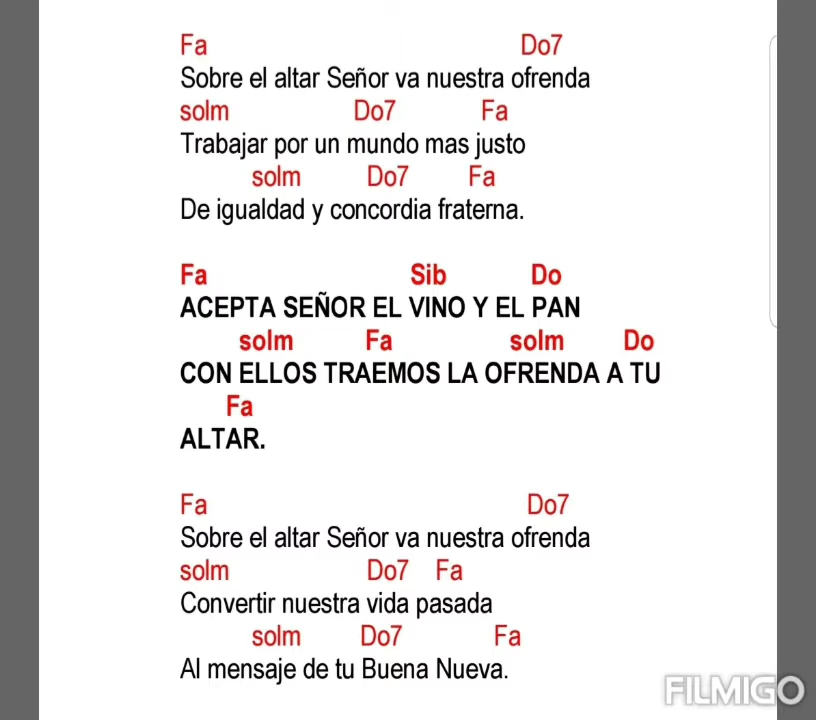 Fa Do7
Sobre el altar Señor va nuestra ofrenda
solm Do7 Fa
Trabajar por un mundo mas justo
solm Do7 Fa
De igualdad y concordia fraterna.
Fa Sib Do
ACEPTA SEÑOR EL VINO Y EL PAN
solm Fa solm Do
CON ELLOS TRAEMOS LA OFRENDA A TU
Fa
ALTAR.
Fa Do7
Sobre el altar Señor va nuestra ofrenda
solm Do7 Fa
Convertir nuestra vida pasada
solm Do7 Fa
Al mensaje de tu Buena Nueva.
FILMIGO